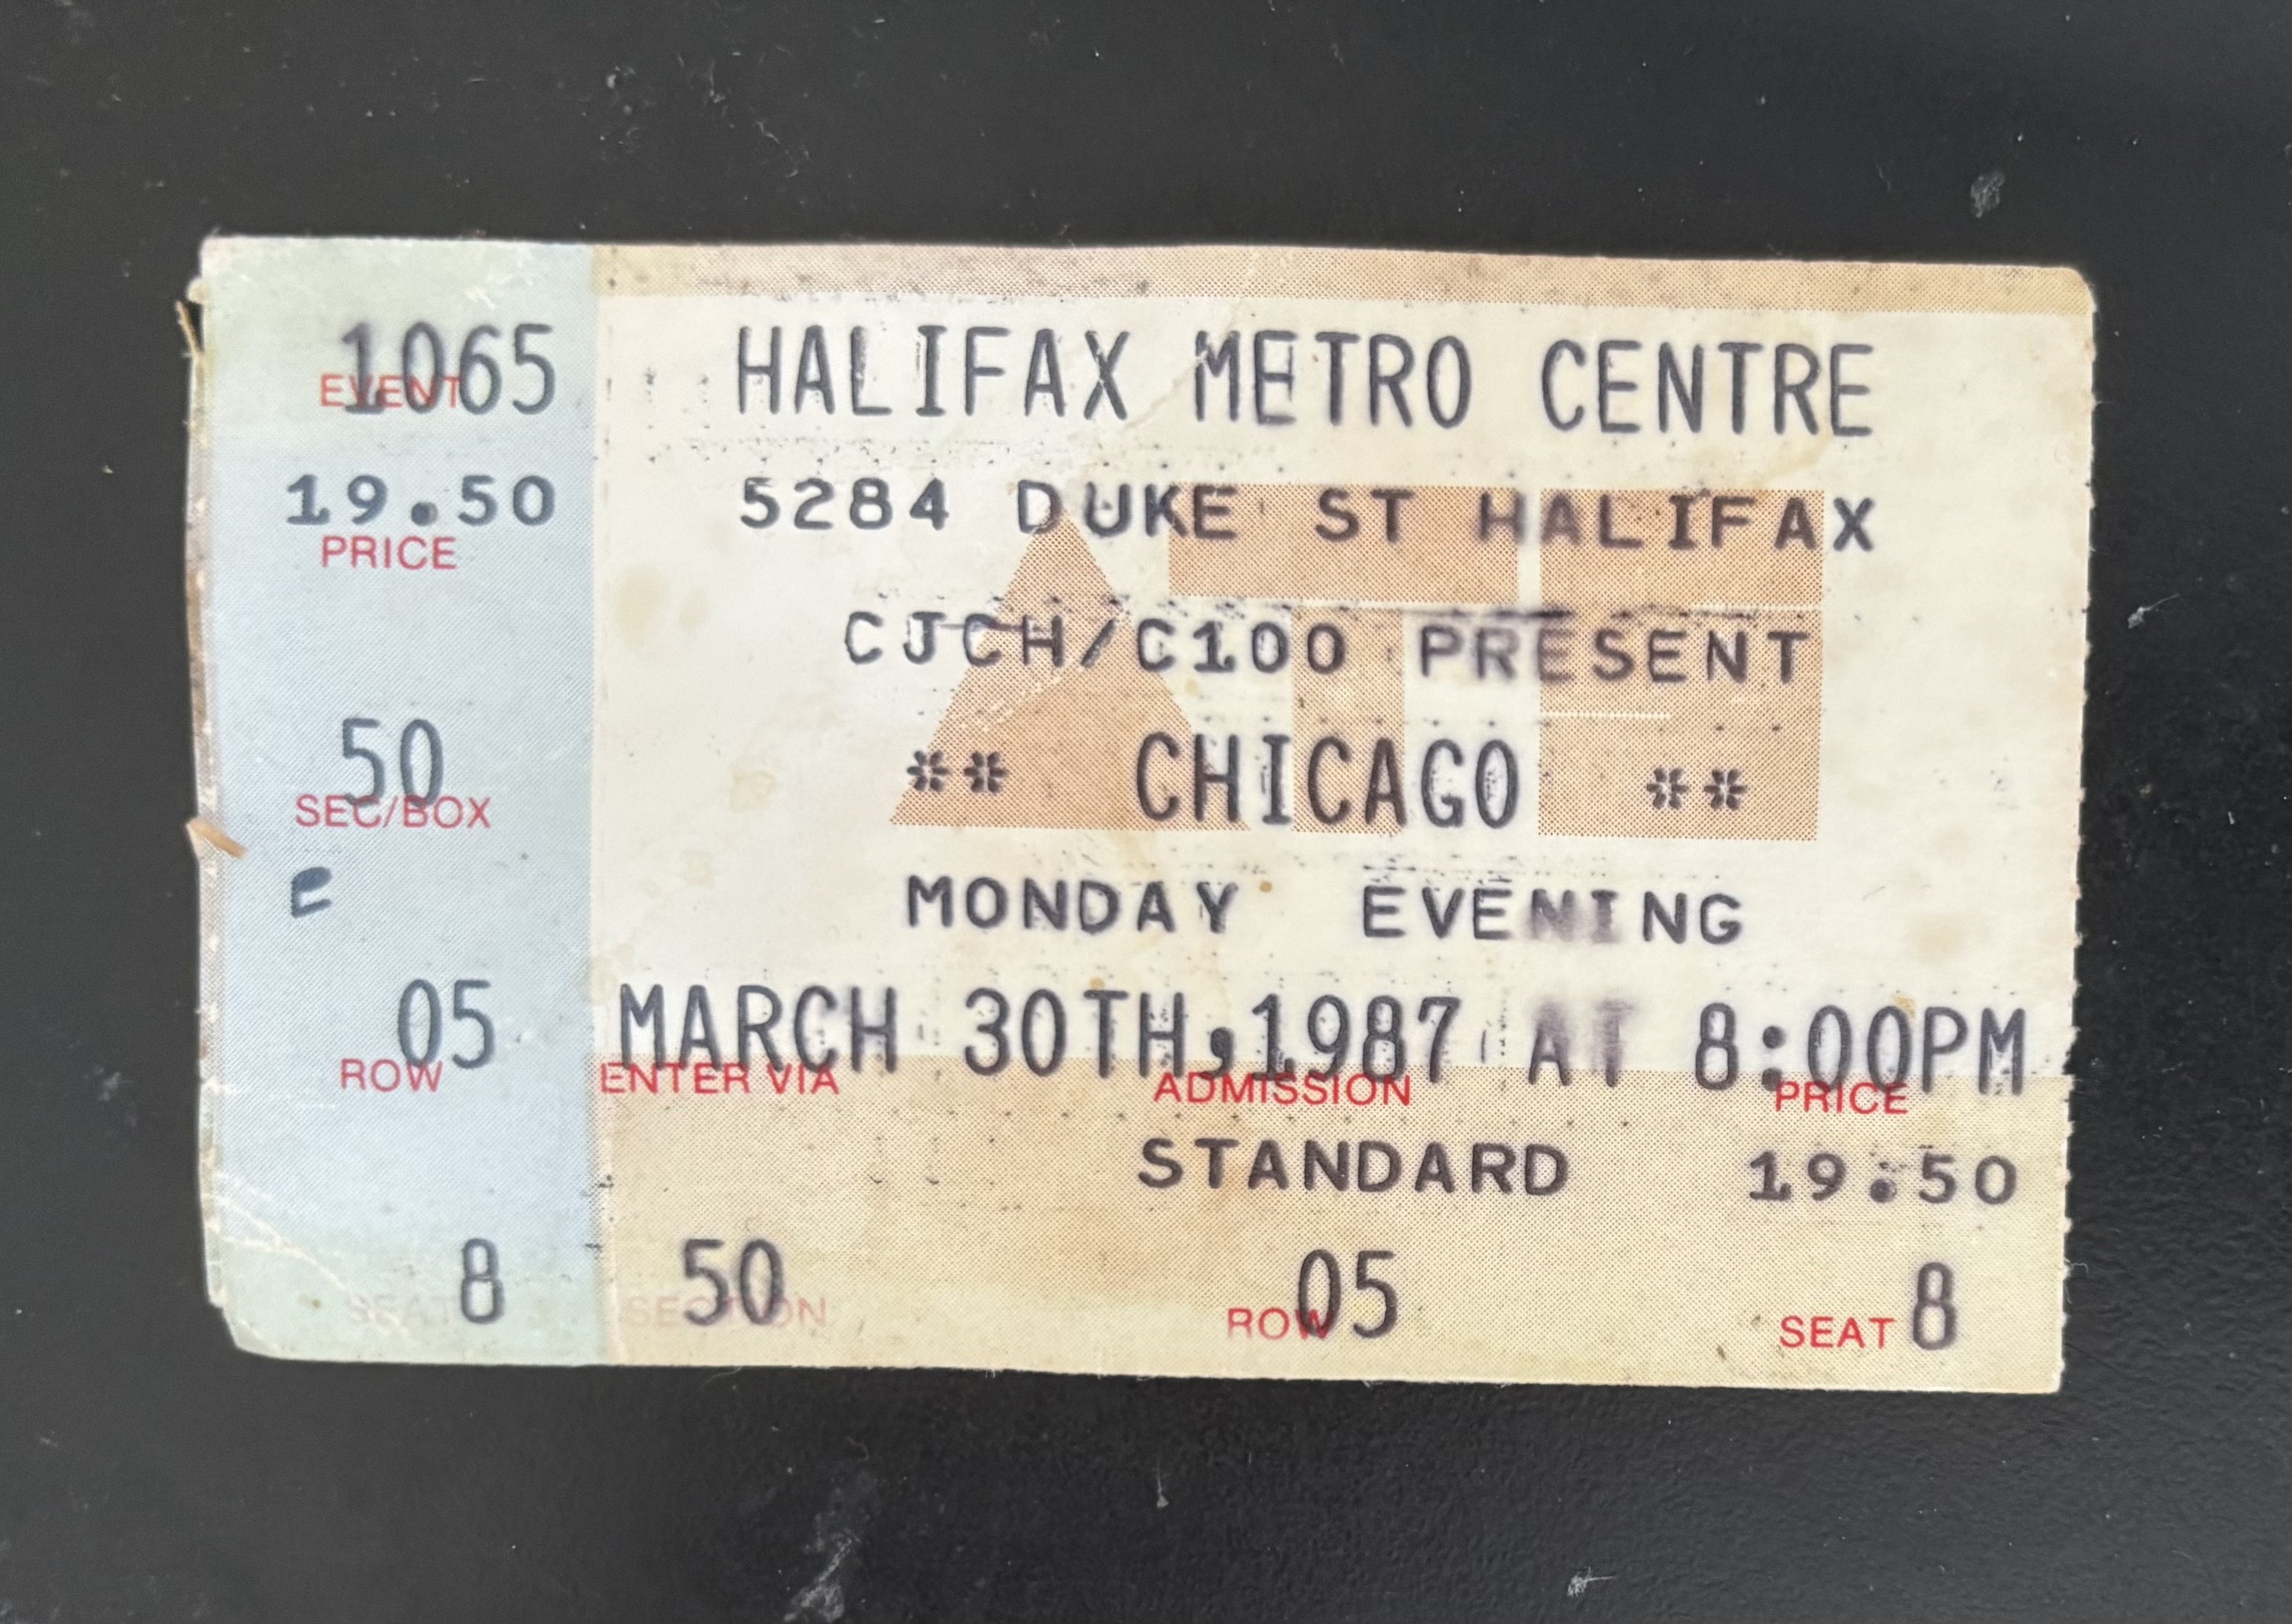 1065
EVENT
19.50
PRICE
50
SEC/BOX
05
ROW
8
SEAT
HALIFAX METRO CENTRE
5284 DUKE ST HALIFAX
CJCH/C100 PRESENT
** CHICAGO **
MONDAY EVENING
MARCH 30TH,1987 AT 8:00PM
ENTER VIA ADMISSION PRICE
STANDARD 19.50
50 05 8
SECTION ROW SEAT